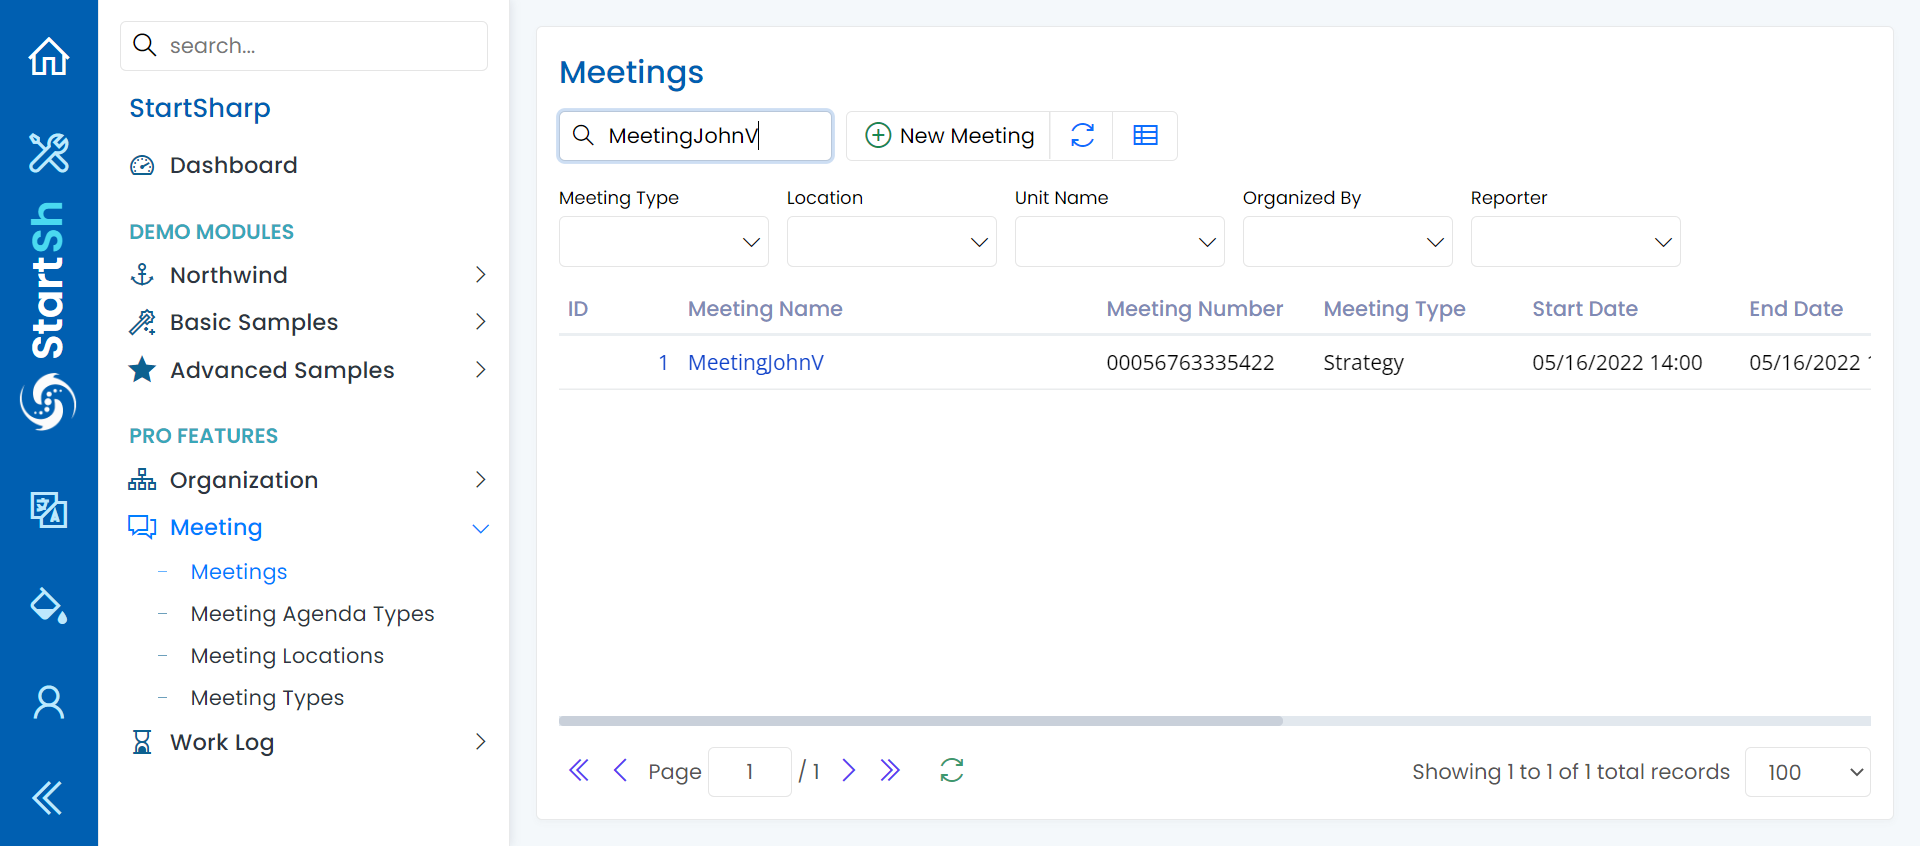 StartSh
search...
StartSharp
Dashboard
DEMO MODULES
Northwind
Basic Samples
Advanced Samples
PRO FEATURES
Organization
Meeting
Meetings
Meeting Agenda Types
Meeting Locations
Meeting Types
Work Log
Meetings
MeetingJohnV
New Meeting
Meeting Type Location Unit Name Organized By Reporter
ID Meeting Name Meeting Number Meeting Type Start Date End Date
1 MeetingJohnV 00056763335422 Strategy 05/16/2022 14:00 05/16/2022
Page 1 / 1 Showing 1 to 1 of 1 total records 100